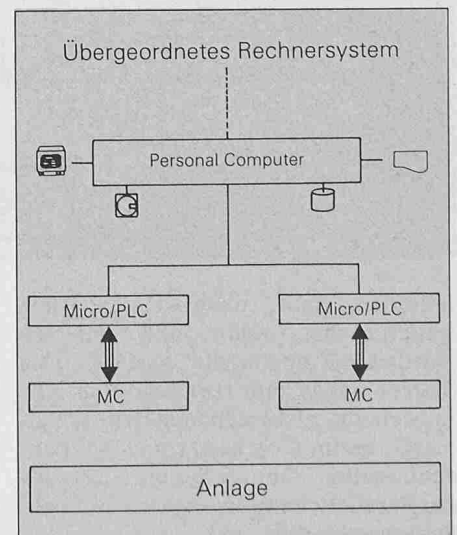 Übergeordnetes Rechnersystem
Personal Computer
Micro/PLC
Micro/PLC
MC
MC
Anlage